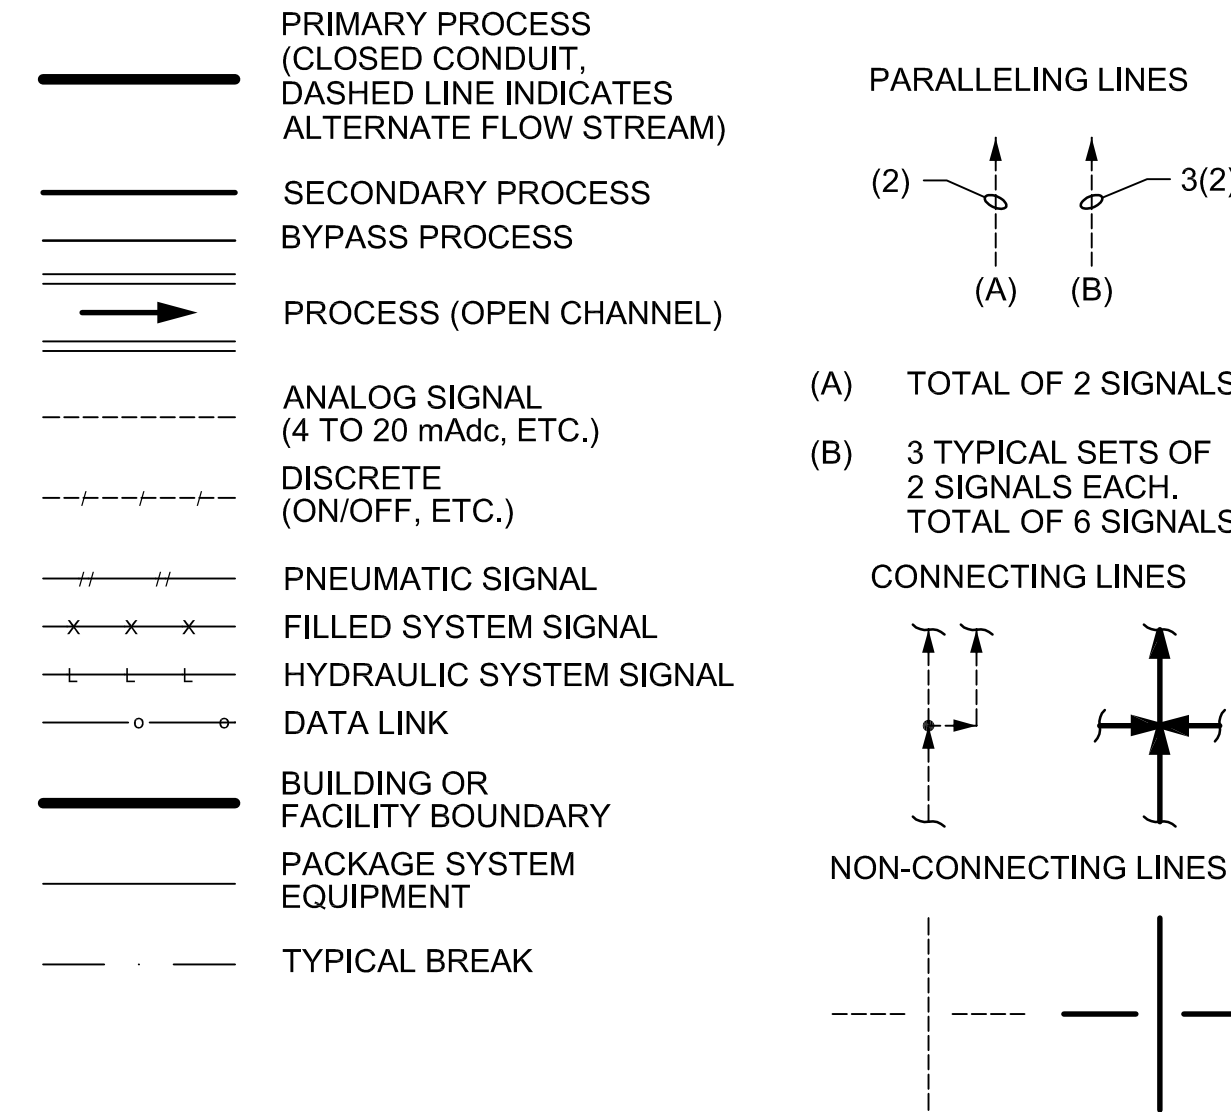 PRIMARY PROCESS
(CLOSED CONDUIT,
DASHED LINE INDICATES
ALTERNATE FLOW STREAM)
SECONDARY PROCESS
BYPASS PROCESS
PROCESS (OPEN CHANNEL)
ANALOG SIGNAL
(4 TO 20 mAdc, ETC.)
DISCRETE
(ON/OFF, ETC.)
PNEUMATIC SIGNAL
X X X
FILLED SYSTEM SIGNAL
L L L
HYDRAULIC SYSTEM SIGNAL
DATA LINK
BUILDING OR
FACILITY BOUNDARY
PACKAGE SYSTEM
EQUIPMENT
TYPICAL BREAK
PARALLELING LINES
(2)
3(2)
(A) (B)
(A) TOTAL OF 2 SIGNALS
(B) 3 TYPICAL SETS OF
2 SIGNALS EACH.
TOTAL OF 6 SIGNALS
CONNECTING LINES
NON-CONNECTING LINES